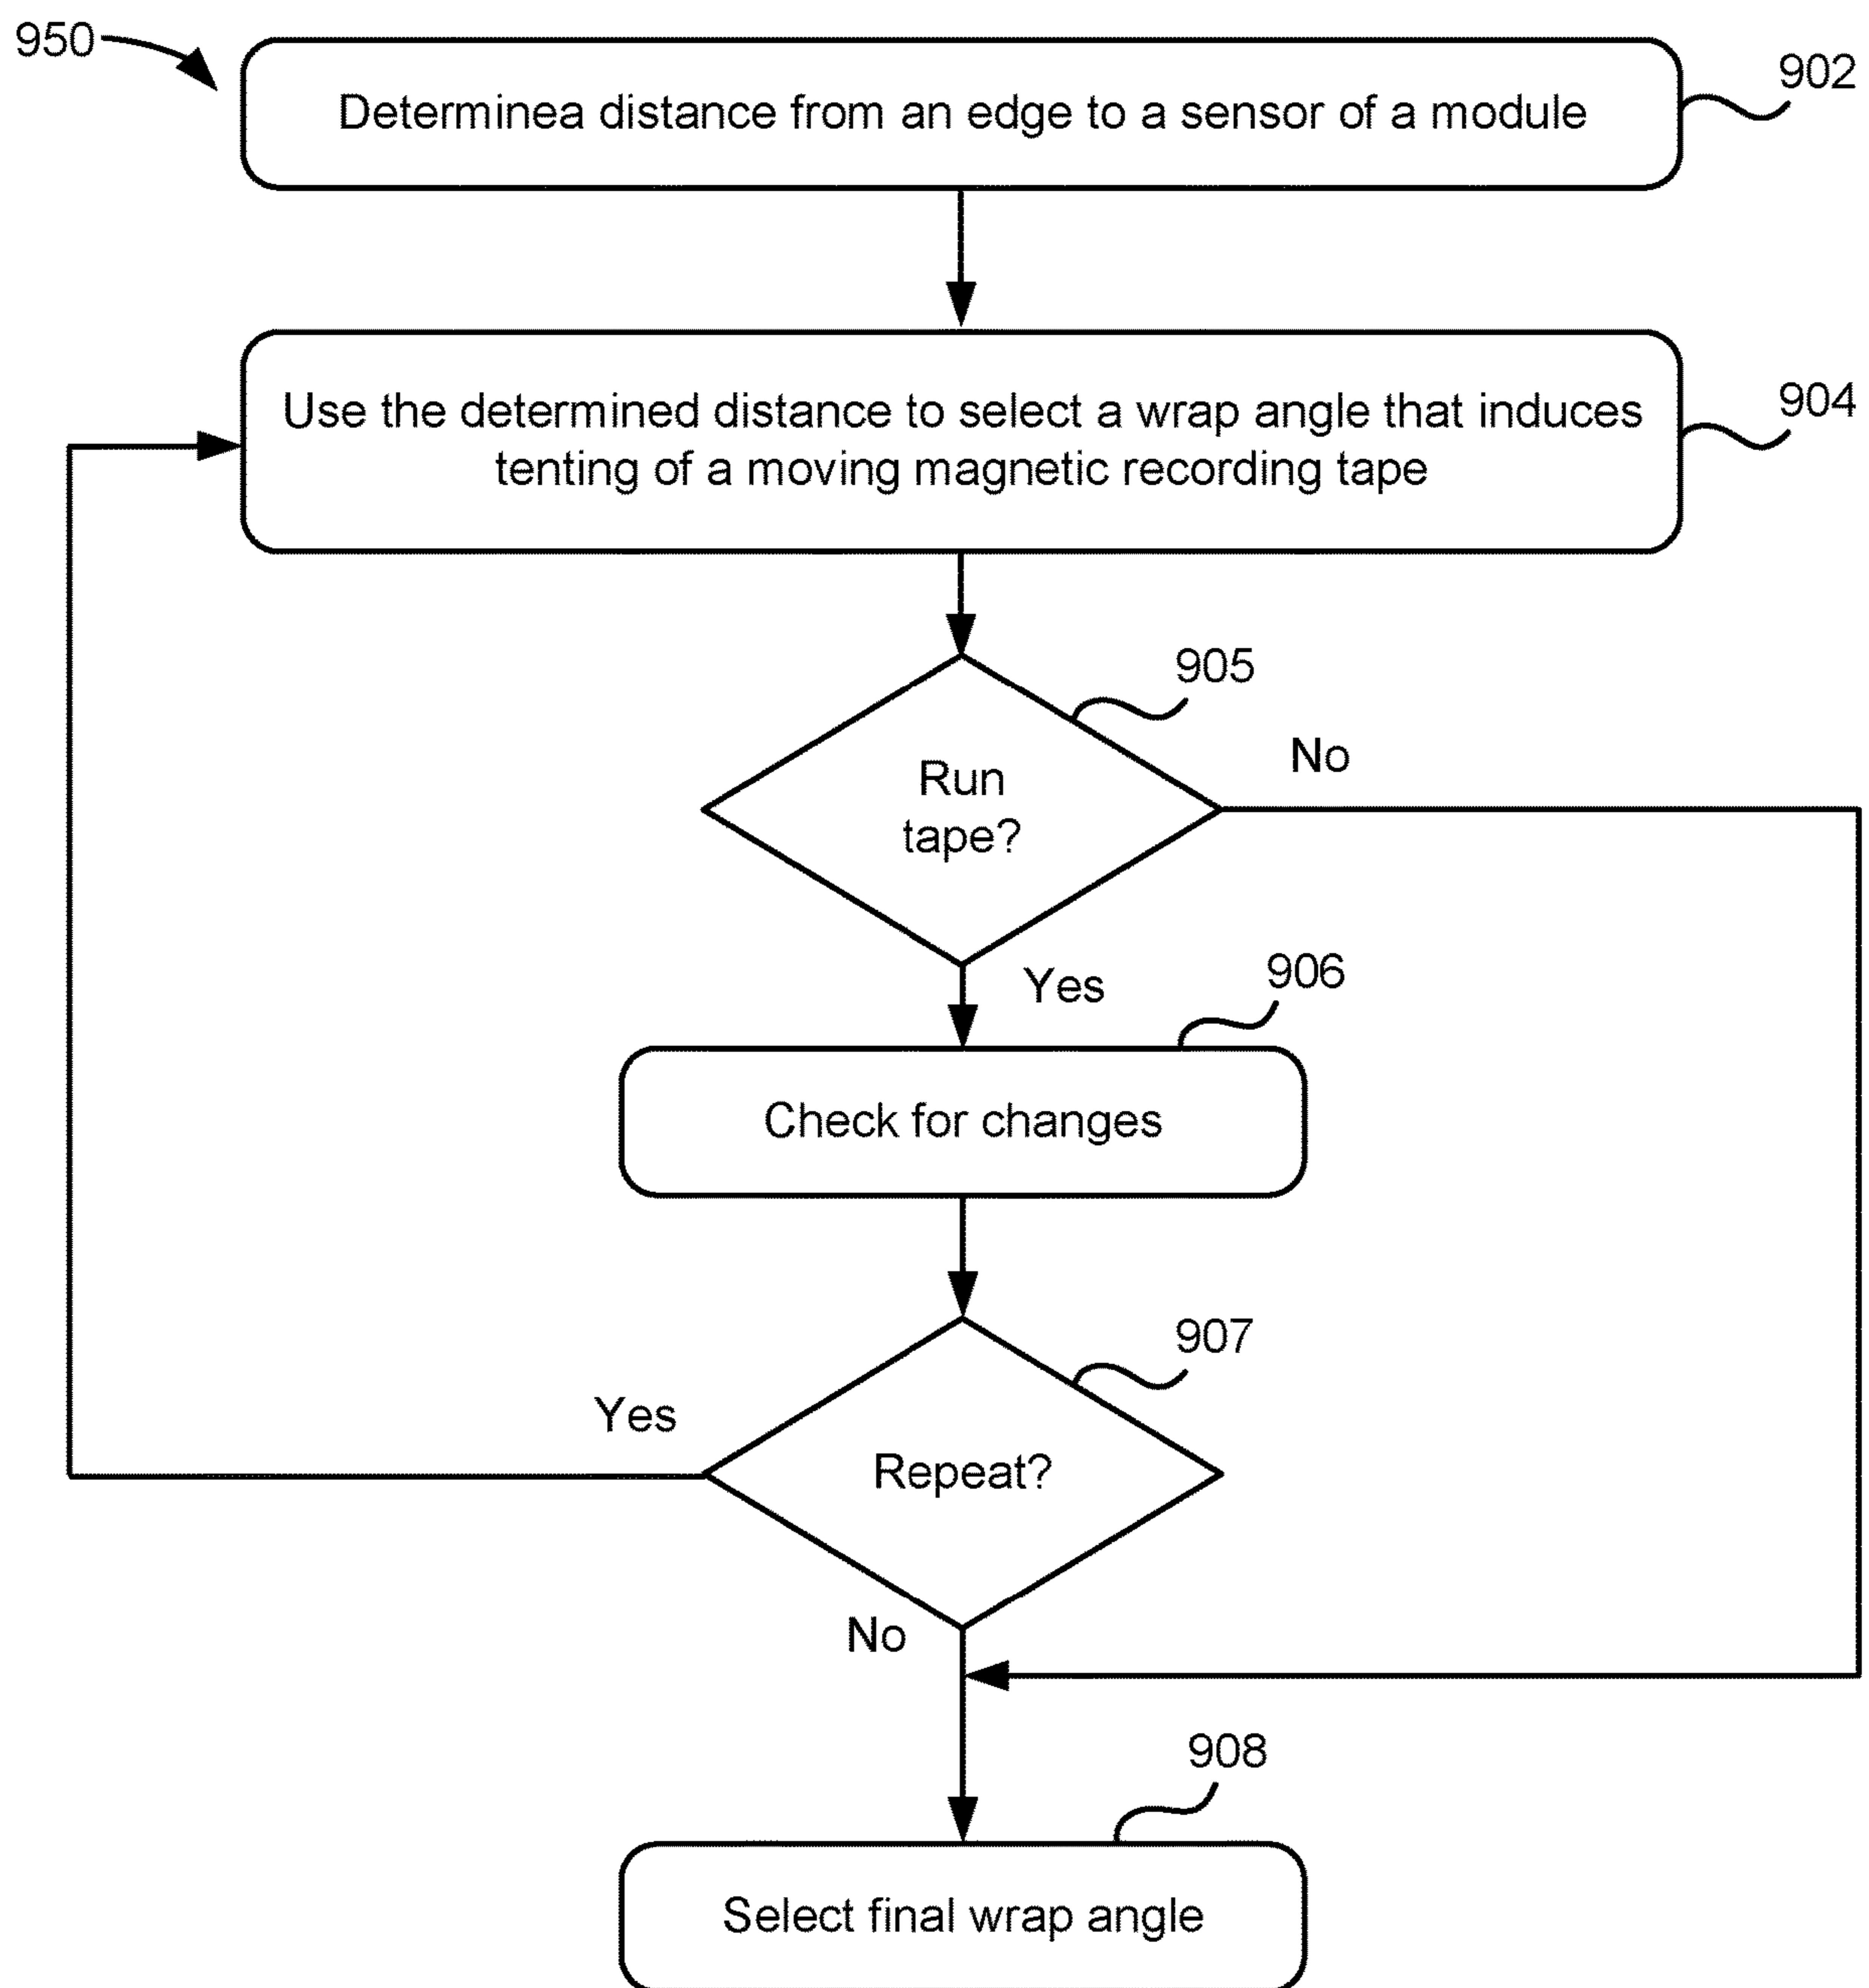 950
Determinea distance from an edge to a sensor of a module
902
Use the determined distance to select a wrap angle that induces
tenting of a moving magnetic recording tape
904
905
Run
tape?
No
Yes
906
Check for changes
907
Yes
Repeat?
No
908
Select final wrap angle